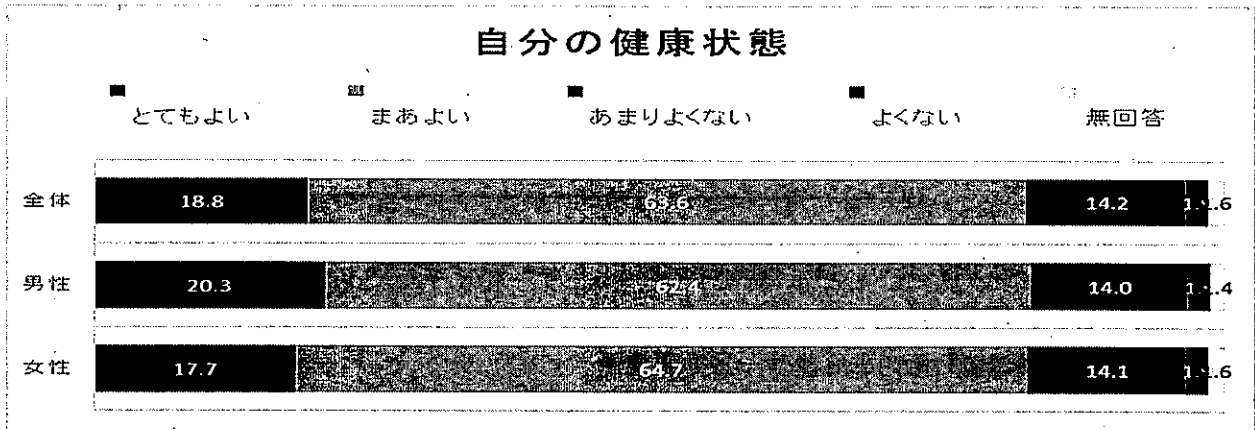 自分の健康状態
とてもよい まあよい あまりよくない よくない 無回答
全体 18.8 63.6 14.2
男性 20.3 62.4 14.0
女性 17.7 64.7 14.1